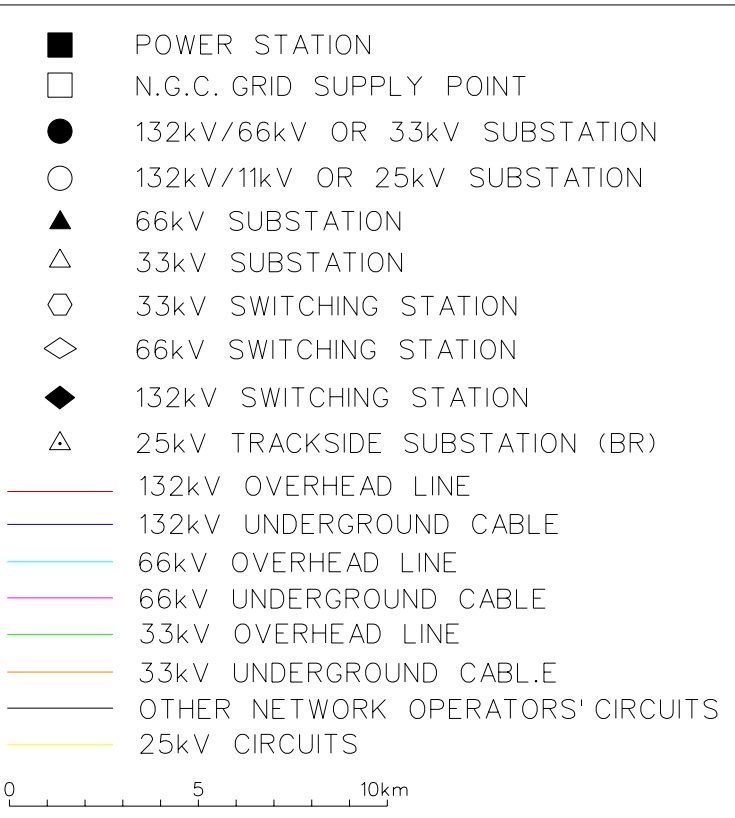 POWER STATION
N.G.C. GRID SUPPLY POINT
132kV/66kV OR 33kV SUBSTATION
132kV/11kV OR 25kV SUBSTATION
66kV SUBSTATION
33kV SUBSTATION
33kV SWITCHING STATION
66kV SWITCHING STATION
132kV SWITCHING STATION
25kV TRACKSIDE SUBSTATION (BR)
132kV OVERHEAD LINE
132kV UNDERGROUND CABLE
66kV OVERHEAD LINE
66kV UNDERGROUND CABLE
33kV OVERHEAD LINE
33kV UNDERGROUND CABL.E
OTHER NETWORK OPERATORS' CIRCUITS
25kV CIRCUITS
0 5 10km